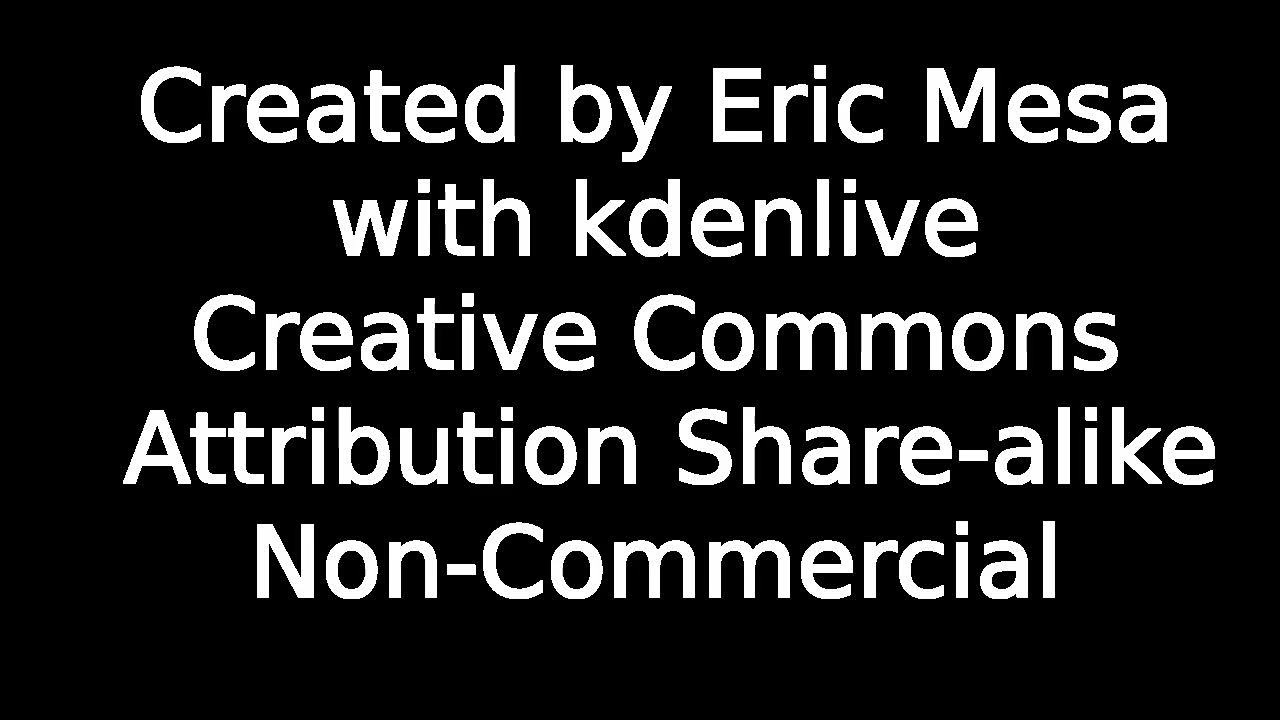 Created by Eric Mesa
with kdenlive
Creative Commons
Attribution Share-alike
Non-Commercial